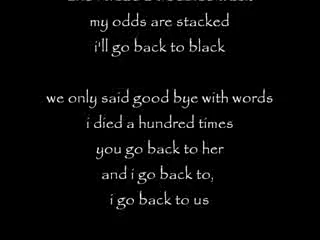 my odds are stacked
i'll go back to black
we only said good bye with words
i died a hundred times
you go back to her
and i go back to,
i go back to us